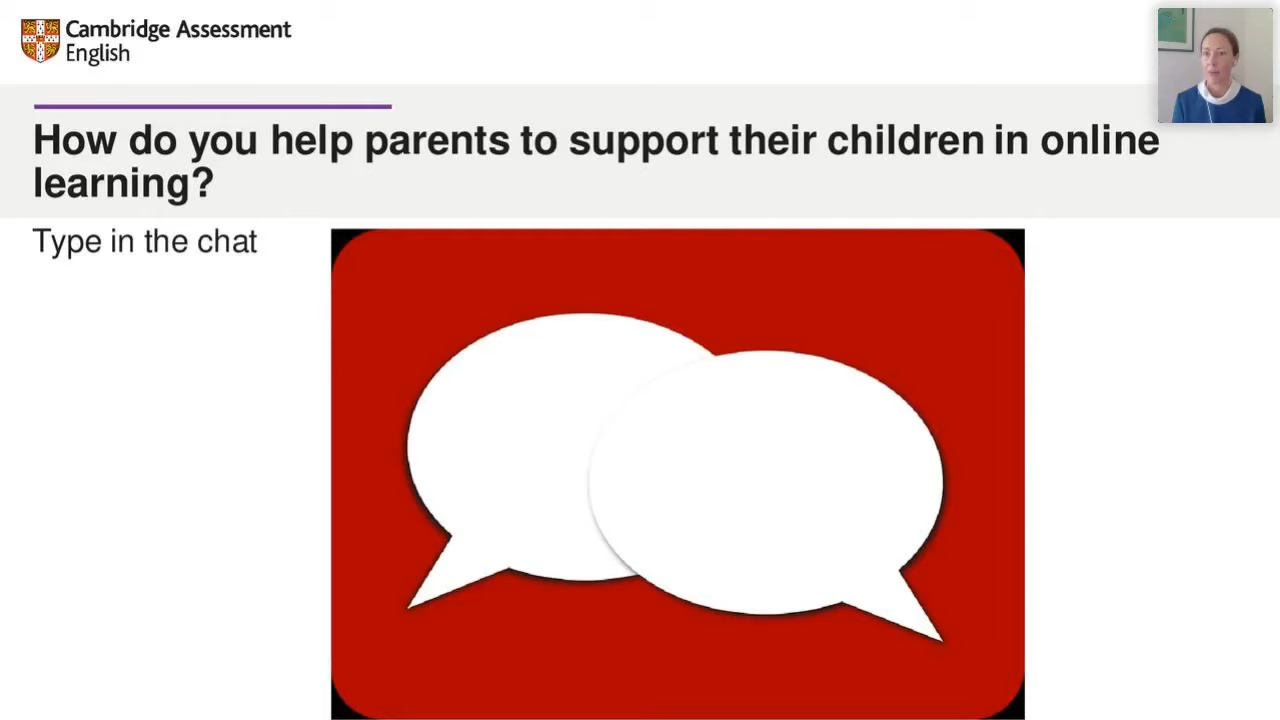 Cambridge Assessment
English
How do you help parents to support their children in online
learning?
Type in the chat